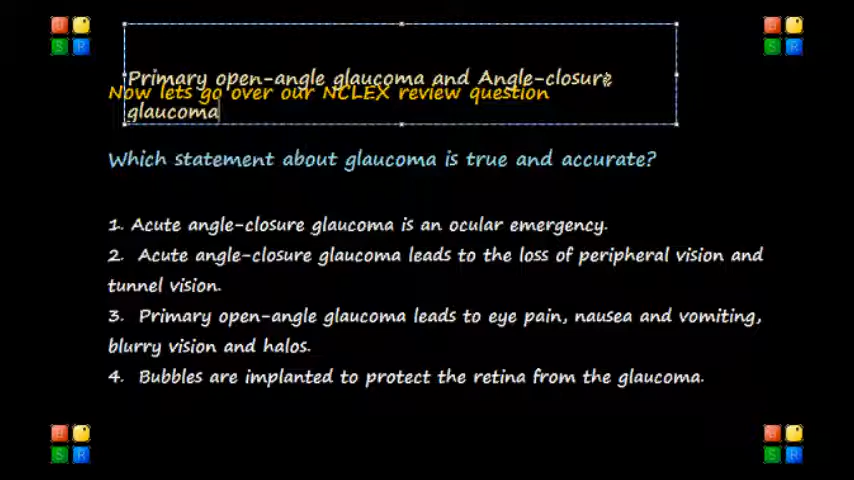 Primary open-angle glaucoma and Angle-closure
Now lets go over our NCLEX review question
glaucoma
Which statement about glaucoma is true and accurate?
1. Acute angle-closure glaucoma is an ocular emergency.
2. Acute angle-closure glaucoma leads to the loss of peripheral vision and
tunnel vision.
3. Primary open-angle glaucoma leads to eye pain, nausea and vomiting,
blurry vision and halos.
4. Bubbles are implanted to protect the retina from the glaucoma.